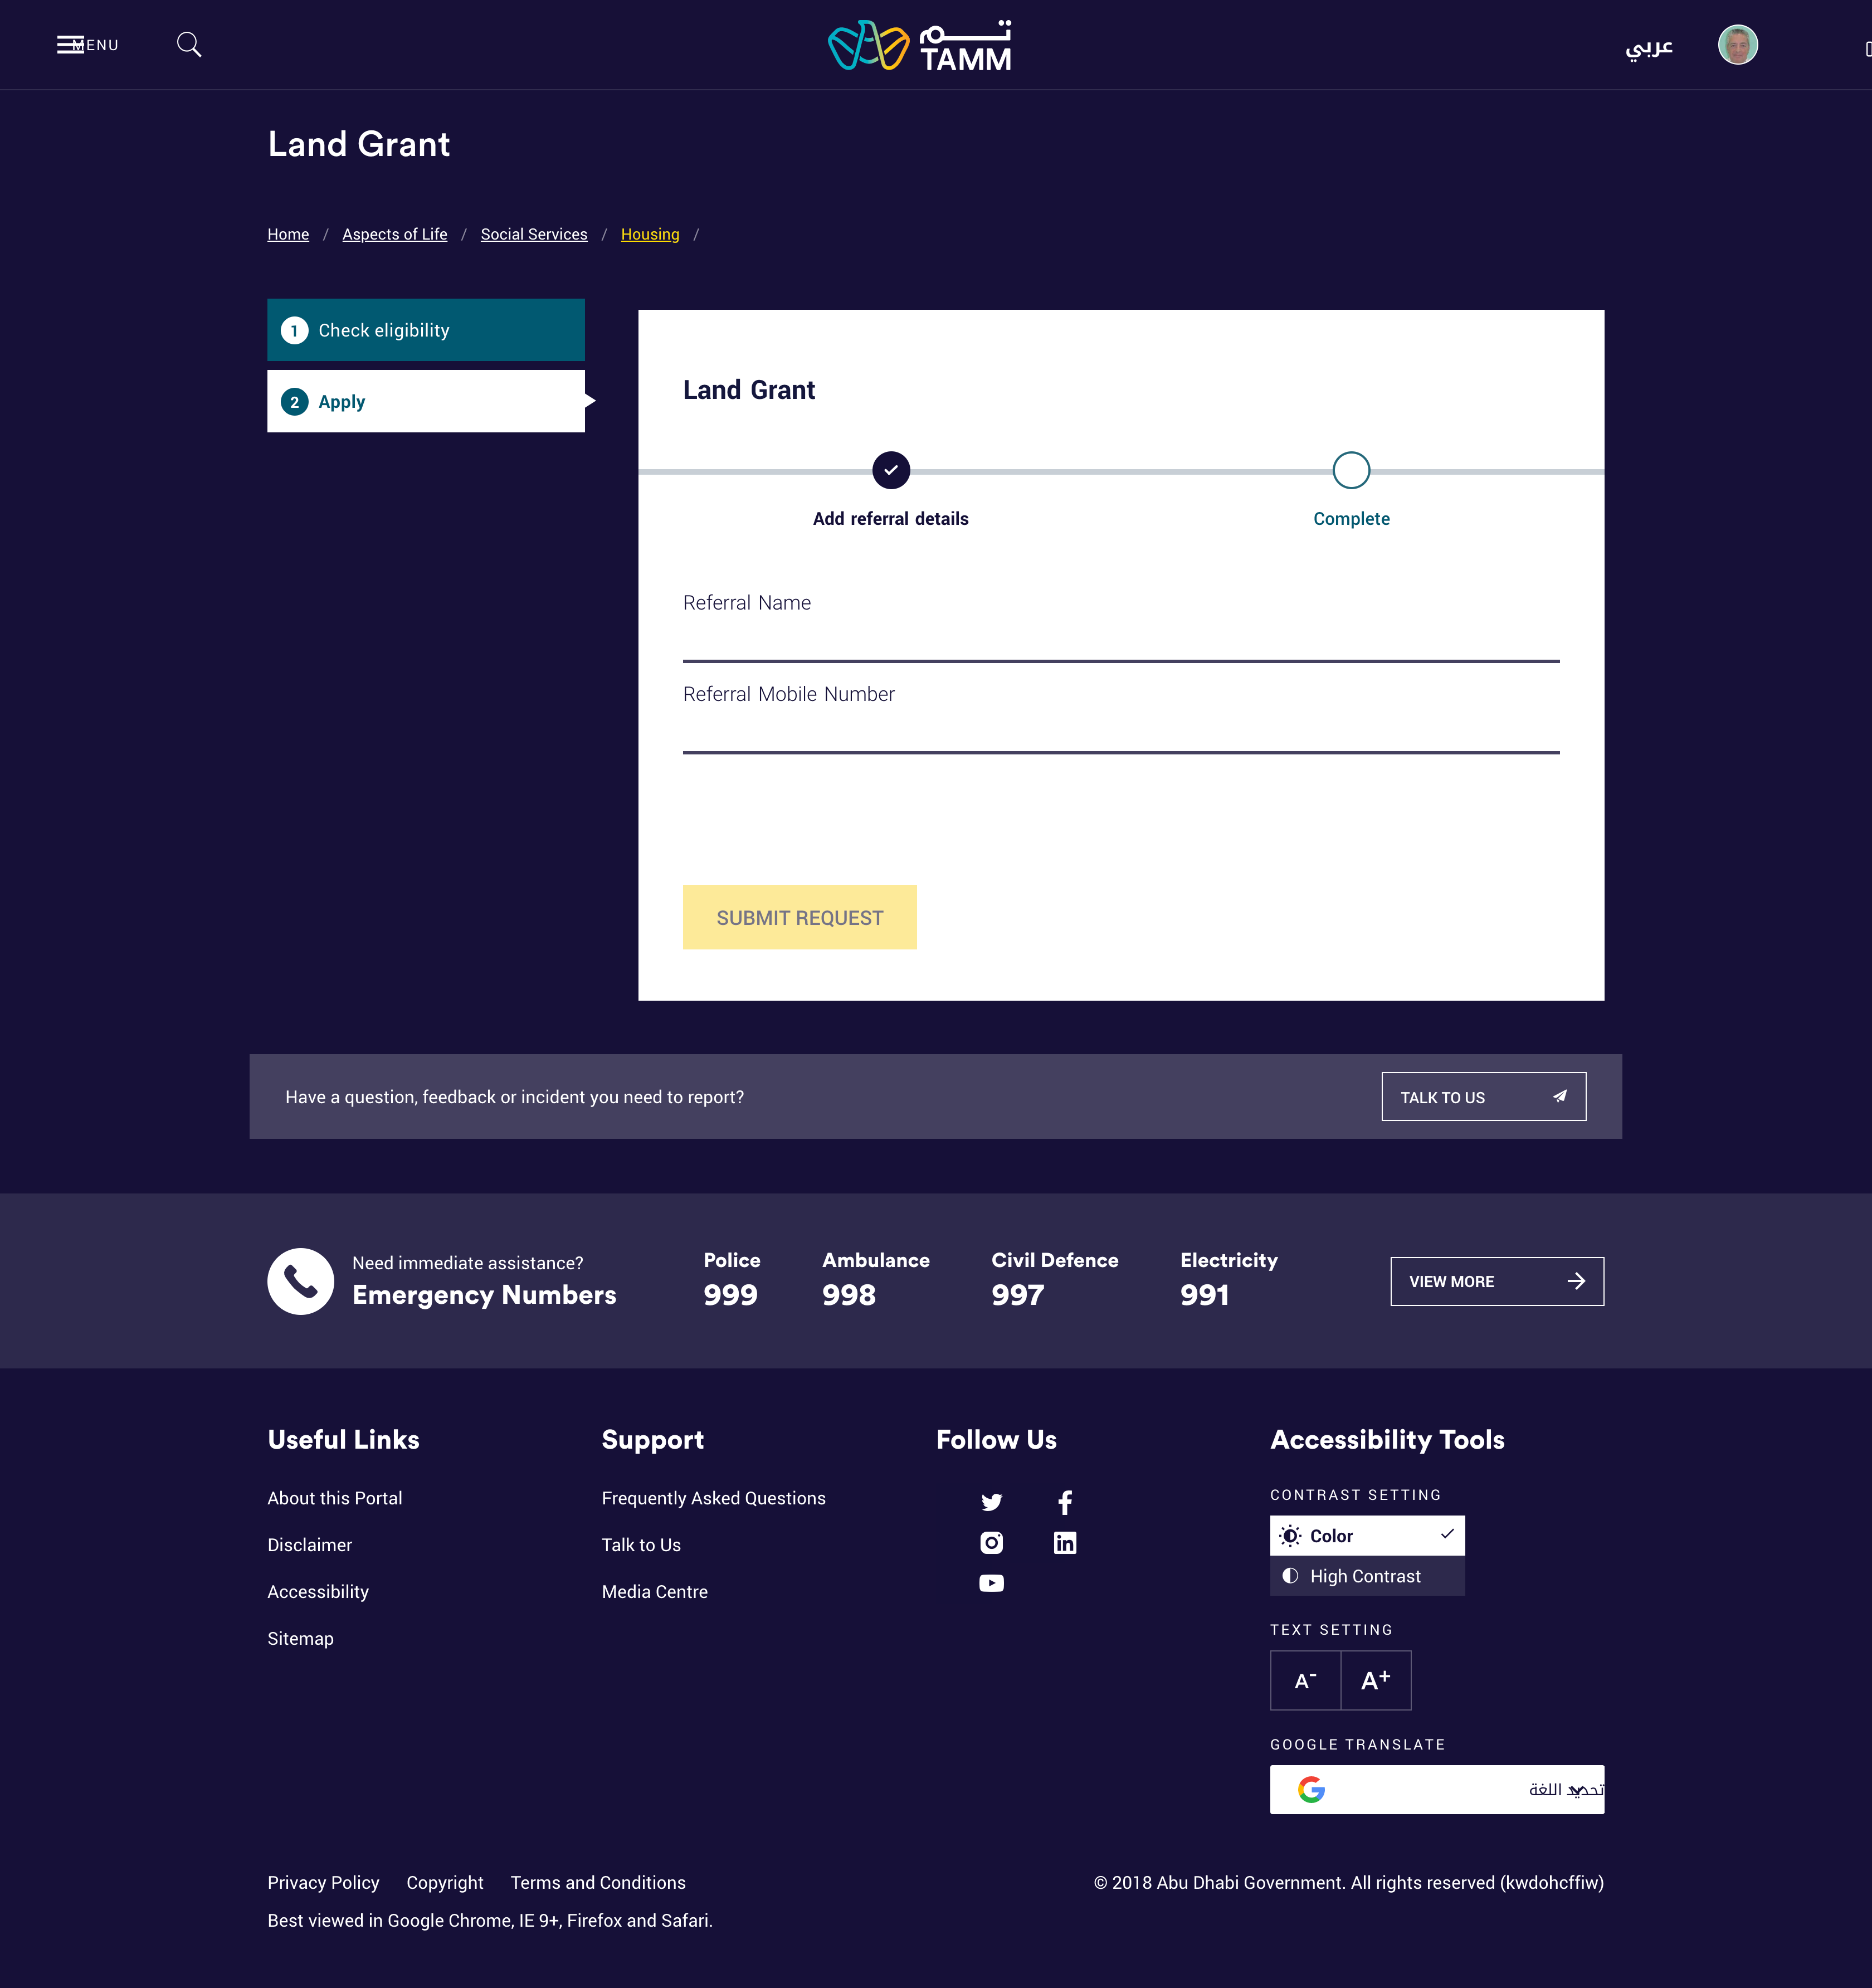 MENU
تــم
TAMM
عربي
Land Grant
Home / Aspects of Life / Social Services / Housing /
1 Check eligibility
2 Apply
Land Grant
Add referral details
Complete
Referral Name
Referral Mobile Number
SUBMIT REQUEST
Have a question, feedback or incident you need to report?
TALK TO US
Need immediate assistance?
Emergency Numbers
Police
999
Ambulance
998
Civil Defence
997
Electricity
991
VIEW MORE
Useful Links
About this Portal
Disclaimer
Accessibility
Sitemap
Support
Frequently Asked Questions
Talk to Us
Media Centre
Follow Us
Accessibility Tools
CONTRAST SETTING
Color
High Contrast
TEXT SETTING
A- A+
GOOGLE TRANSLATE
تحديد اللغة
Privacy Policy Copyright Terms and Conditions
© 2018 Abu Dhabi Government. All rights reserved (kwdohcffiw)
Best viewed in Google Chrome, IE 9+, Firefox and Safari.